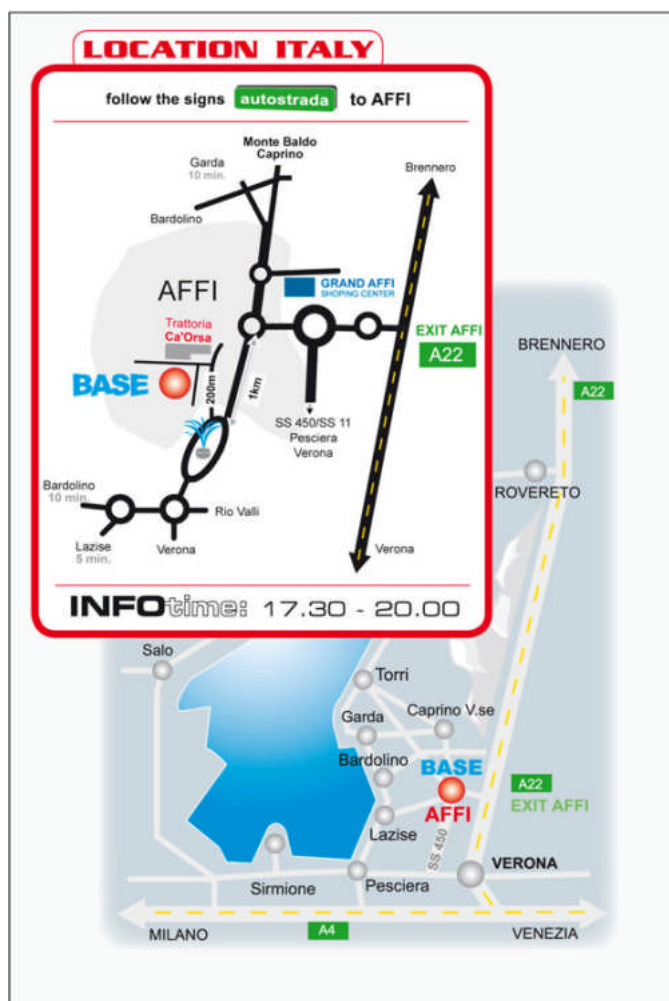 LOCATION ITALY
follow the signs autostrada to AFFI
Monte Baldo
Caprino
Garda
10 min.
Brennero
Bardolino
AFFI
GRAND AFFI
SHOPING CENTER
Trattoria
Ca'Orsa
EXIT AFFI
A22
BASE
200m
1km
SS 450/SS 11
Pesciera
Verona
Bardolino
10 min.
Rio Valli
Lazise
5 min.
Verona
Verona
INFOtime: 17.30 - 20.00
BRENNERO
A22
ROVERETO
Salo
Torri
Garda
Caprino V.se
Bardolino
BASE
AFFI
A22
EXIT AFFI
Lazise
SS 450
VERONA
Sirmione
Pesciera
MILANO
A4
VENEZIA